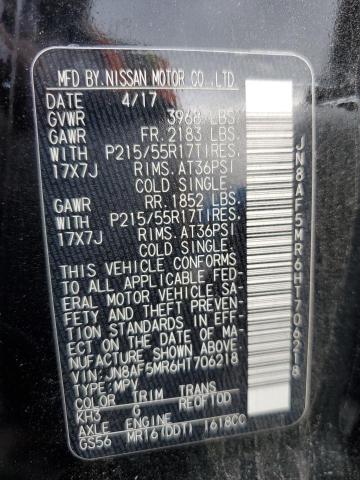 MFD BY.NISSAN MOTOR CO.,LTD.
DATE 4/17
GVWR 3968 LBS.
GAWR FR. 2183 LBS.
WITH P215/55R17TIRES.
17X7J RIMS.AT36PSI
COLD SINGLE.
GAWR RR. 1852 LBS.
WITH P215/55R17TIRES.
17X7J RIMS.AT36PSI
COLD SINGLE.
THIS VEHICLE CONFORMS
TO ALL APPLICABLE FED-
ERAL MOTOR VEHICLE SA-
FETY AND THEFT PREVEN-
TION STANDARDS IN EFF-
ECT ON THE DATE OF MA-
NUFACTURE SHOWN ABOVE.
VIN:JN8AF5MR6HT706218
TYPE:MPV
COLOR TRIM TRANS
KH3 G RE0F10D
AXLE ENGINE
GS56 MR16(DDT) 1618CC
JN8AF5MR6HT706218